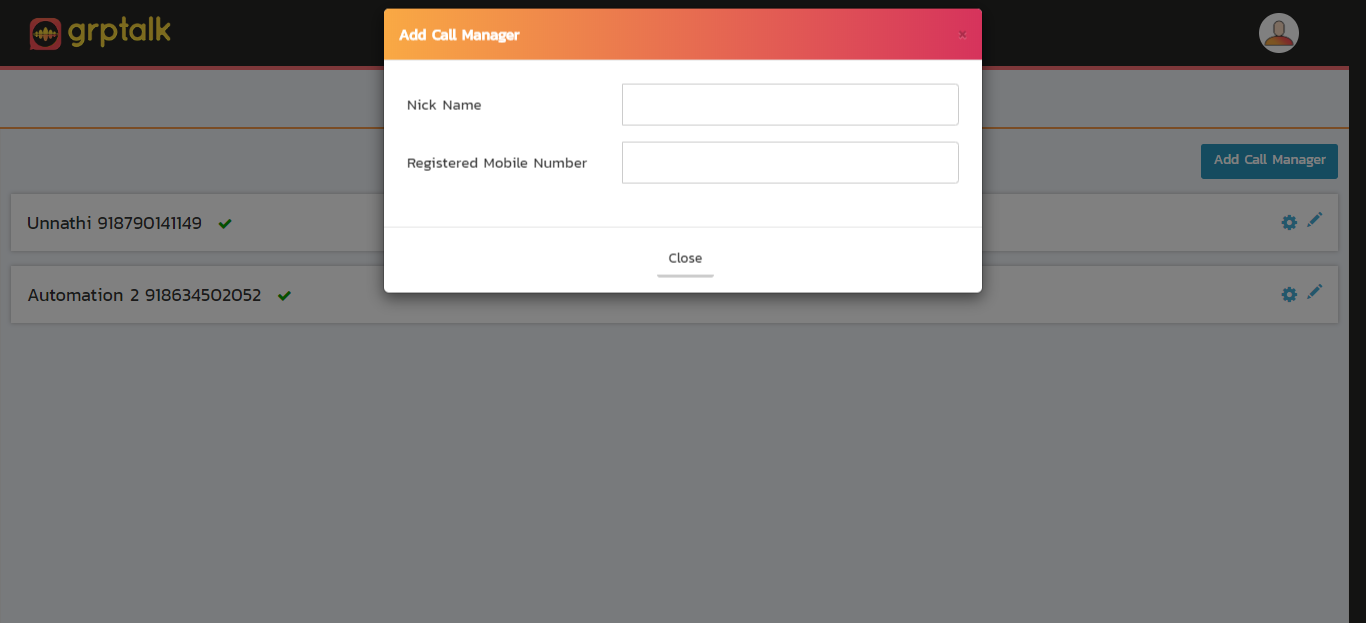 grptalk
Add Call Manager
×
Nick Name
Registered Mobile Number
Close
Add Call Manager
Unnathi 918790141149
Automation 2 918634502052